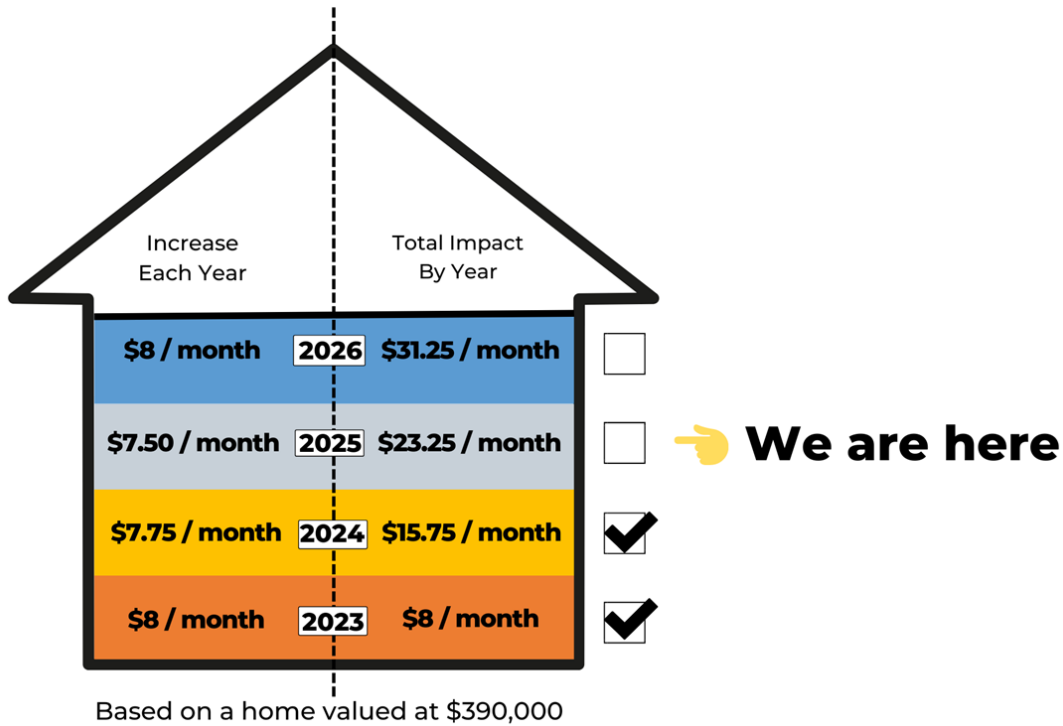 Increase
Each Year
Total Impact
By Year
$8 / month 2026 $31.25 / month
$7.50 / month 2025 $23.25 / month
We are here
$7.75 / month 2024 $15.75 / month
$8 / month 2023 $8 / month
Based on a home valued at $390,000